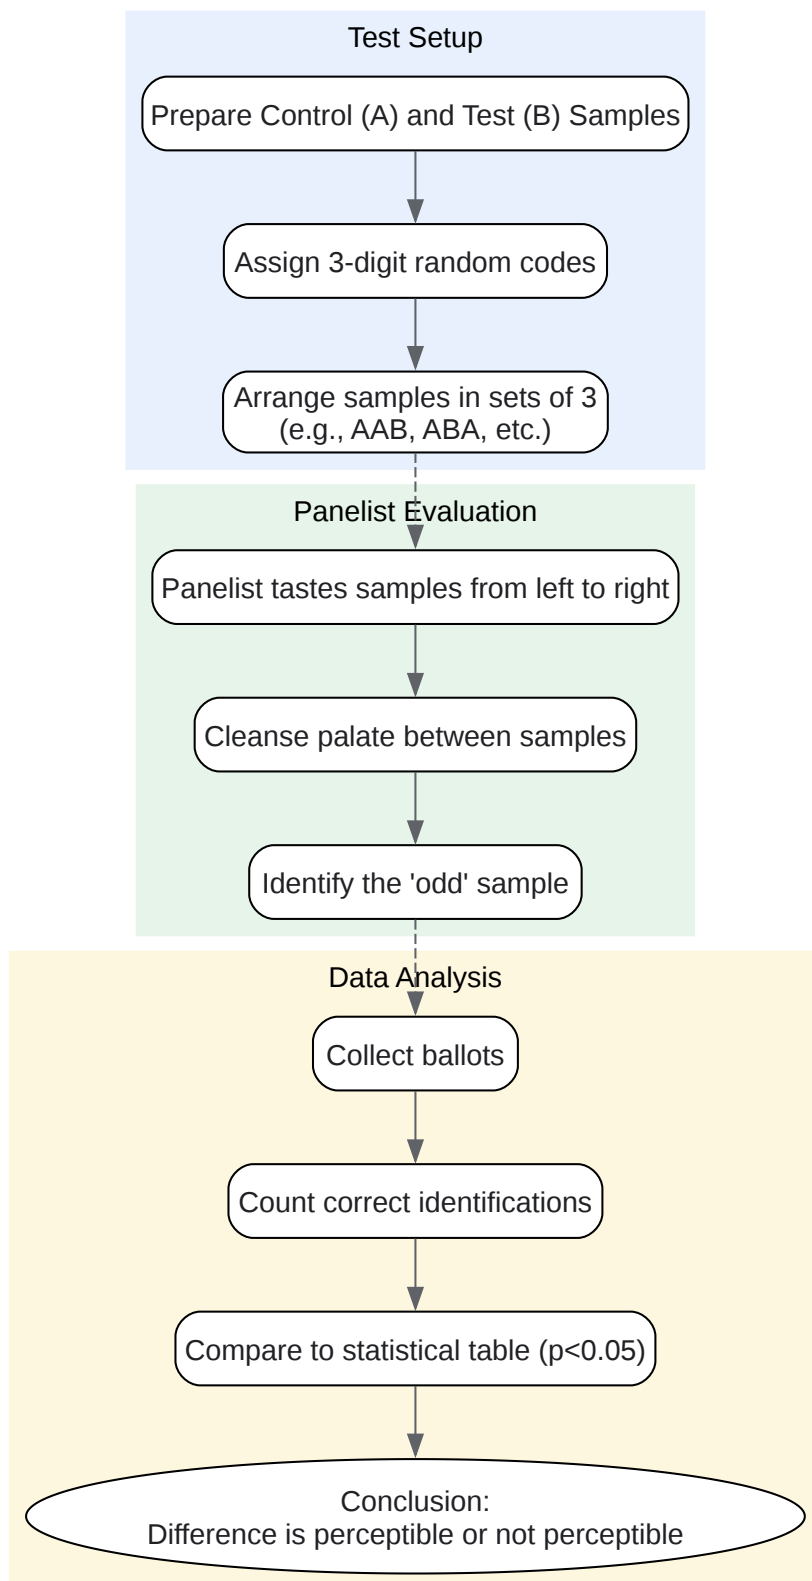 Test Setup
Prepare Control (A) and Test (B) Samples
Assign 3-digit random codes
Arrange samples in sets of 3
(e.g., AAB, ABA, etc.)
Panelist Evaluation
Panelist tastes samples from left to right
Cleanse palate between samples
Identify the 'odd' sample
Data Analysis
Collect ballots
Count correct identifications
Compare to statistical table (p<0.05)
Conclusion:
Difference is perceptible or not perceptible